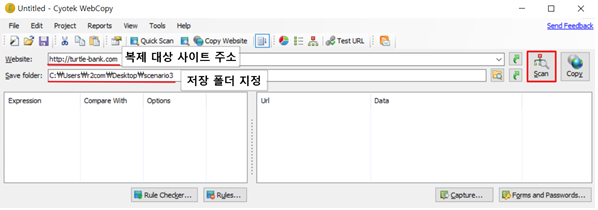 Untitled - Cyotek WebCopy
File Project Reports View Tools Help
Send Feedback
Quick Scan Copy Website Test URL
복제 대상 사이트 주소
Website: http://turtle-bank.com
저장 폴더 지정
Save folder: C:₩Users₩r2com₩Desktop₩scenario3
Scan Copy
Expression Compare With Options
Url Data
Rule Checker... Rules...
Capture... Forms and Passwords...